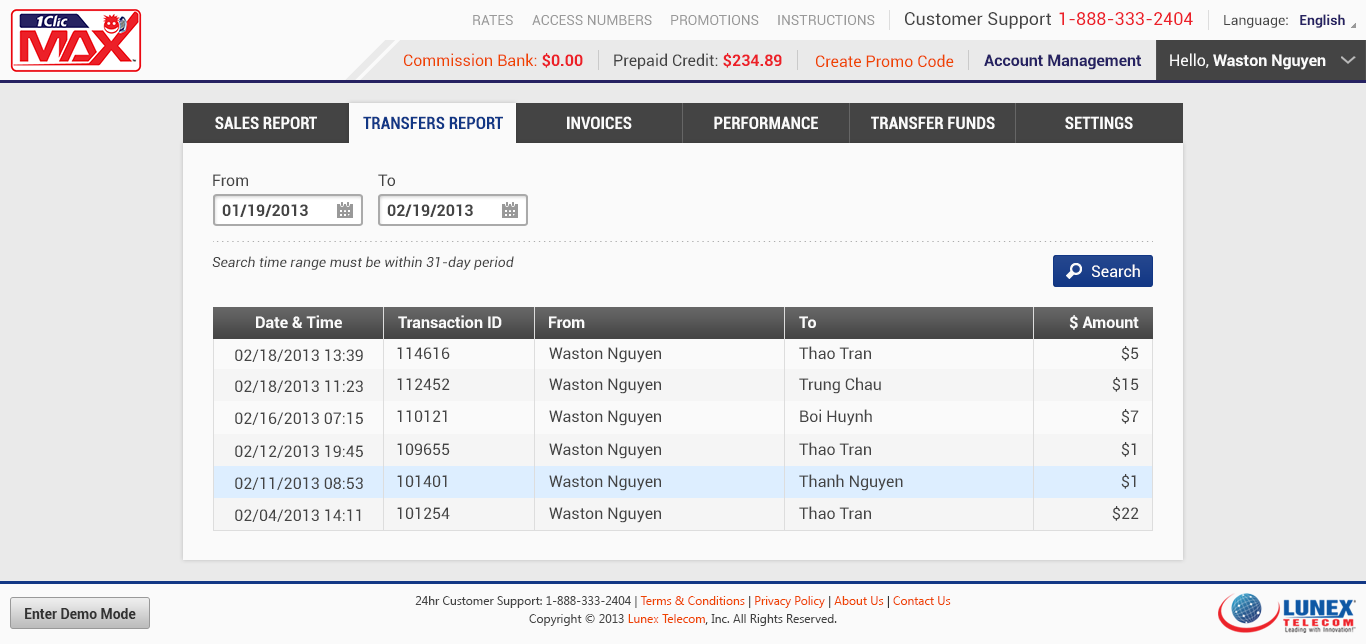 1Clic
MAX
RATES ACCESS NUMBERS PROMOTIONS INSTRUCTIONS Customer Support 1-888-333-2404 Language: English
Commission Bank: $0.00 Prepaid Credit: $234.89 Create Promo Code Account Management Hello, Waston Nguyen
SALES REPORT TRANSFERS REPORT INVOICES PERFORMANCE TRANSFER FUNDS SETTINGS
From To
01/19/2013 02/19/2013
Search time range must be within 31-day period
Search
Date & Time Transaction ID From To $ Amount
02/18/2013 13:39 114616 Waston Nguyen Thao Tran $5
02/18/2013 11:23 112452 Waston Nguyen Trung Chau $15
02/16/2013 07:15 110121 Waston Nguyen Boi Huynh $7
02/12/2013 19:45 109655 Waston Nguyen Thao Tran $1
02/11/2013 08:53 101401 Waston Nguyen Thanh Nguyen $1
02/04/2013 14:11 101254 Waston Nguyen Thao Tran $22
Enter Demo Mode
24hr Customer Support: 1-888-333-2404 | Terms & Conditions | Privacy Policy | About Us | Contact Us
Copyright © 2013 Lunex Telecom, Inc. All Rights Reserved.
LUNEX
TELECOM
Leading with Innovation!